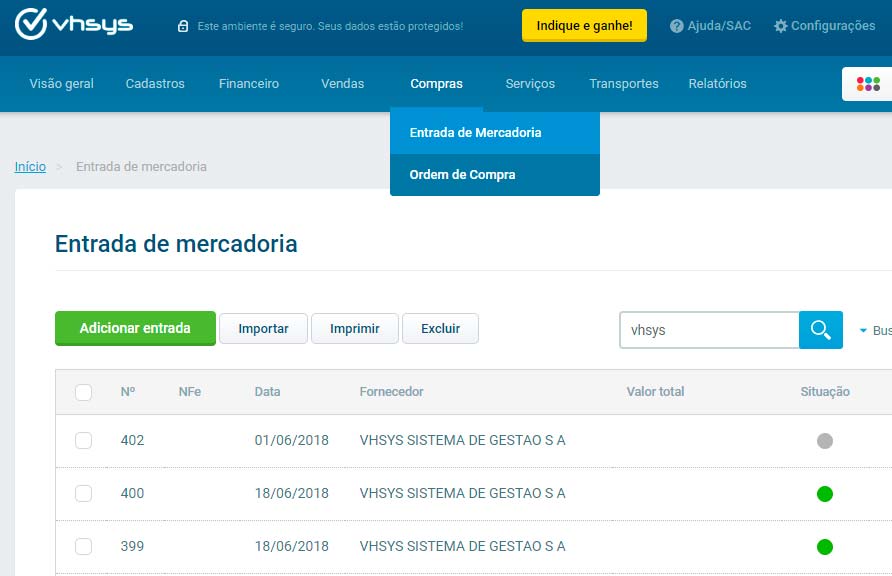 vhsys
Este ambiente é seguro. Seus dados estão protegidos!
Indique e ganhe!
Ajuda/SAC
Configurações
Visão geral
Cadastros
Financeiro
Vendas
Compras
Serviços
Transportes
Relatórios
Entrada de Mercadoria
Ordem de Compra
Início > Entrada de mercadoria
Entrada de mercadoria
Adicionar entrada
Importar
Imprimir
Excluir
vhsys
Bus
Nº NFe Data Fornecedor Valor total Situação
402 01/06/2018 VHSYS SISTEMA DE GESTAO S A
400 18/06/2018 VHSYS SISTEMA DE GESTAO S A
399 18/06/2018 VHSYS SISTEMA DE GESTAO S A